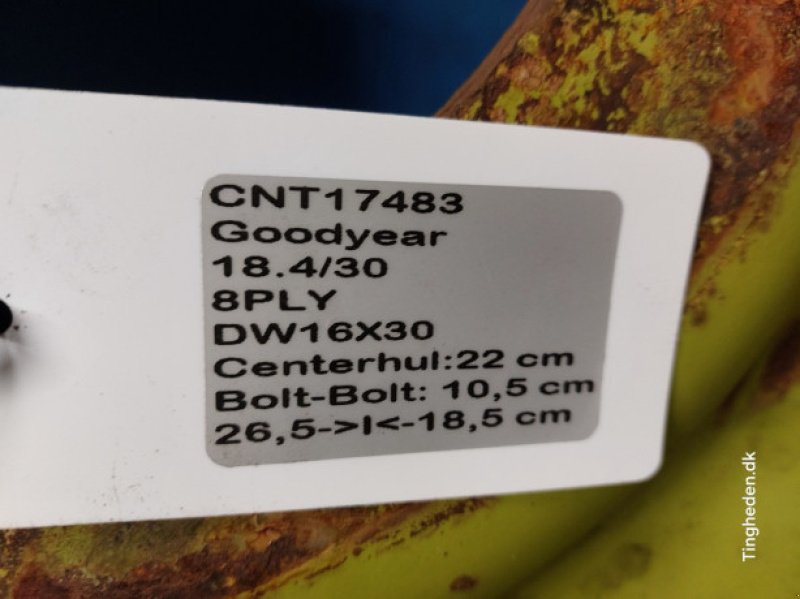 CNT17483
Goodyear
18.4/30
8PLY
DW16X30
Centerhul:22 cm
Bolt-Bolt: 10,5 cm
26,5->I<-18,5 cm
Tingheden.dk